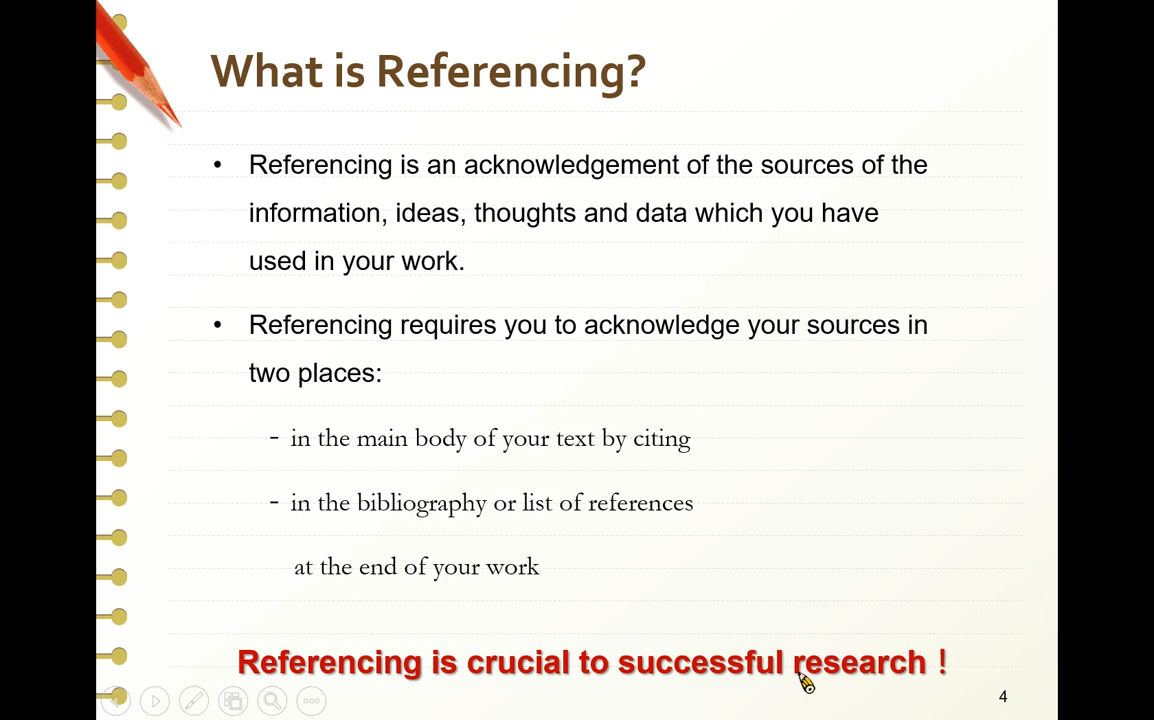 What is Referencing?
• Referencing is an acknowledgement of the sources of the
information, ideas, thoughts and data which you have
used in your work.
• Referencing requires you to acknowledge your sources in
two places:
- in the main body of your text by citing
- in the bibliography or list of references
at the end of your work
Referencing is crucial to successful research！
4